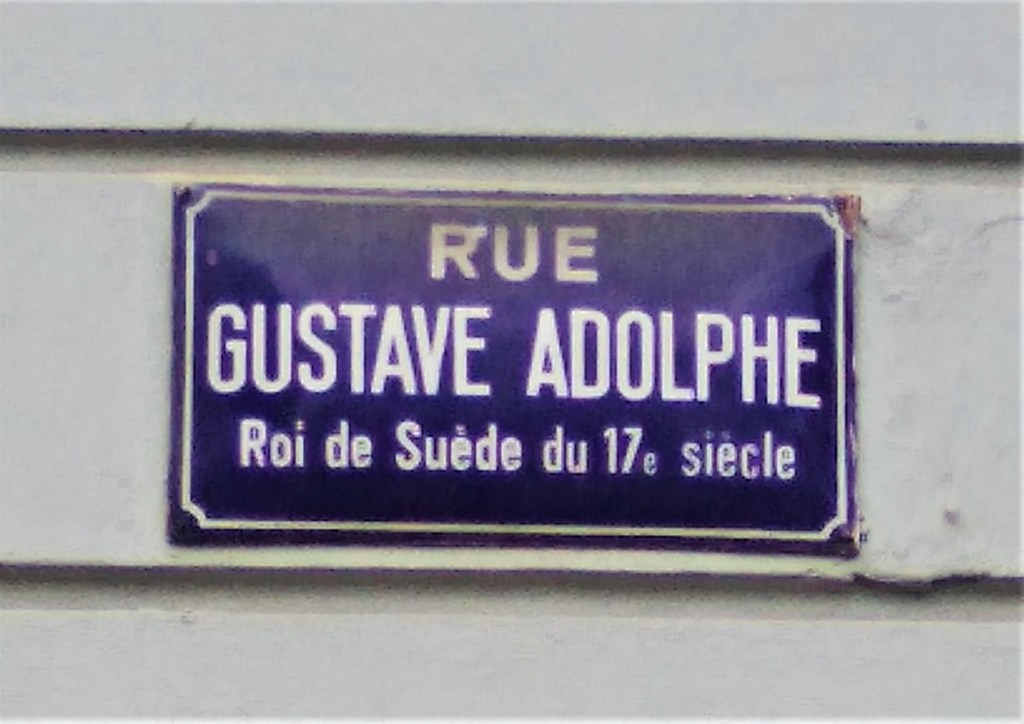 RUE
GUSTAVE ADOLPHE
Roi de Suède du 17e siècle